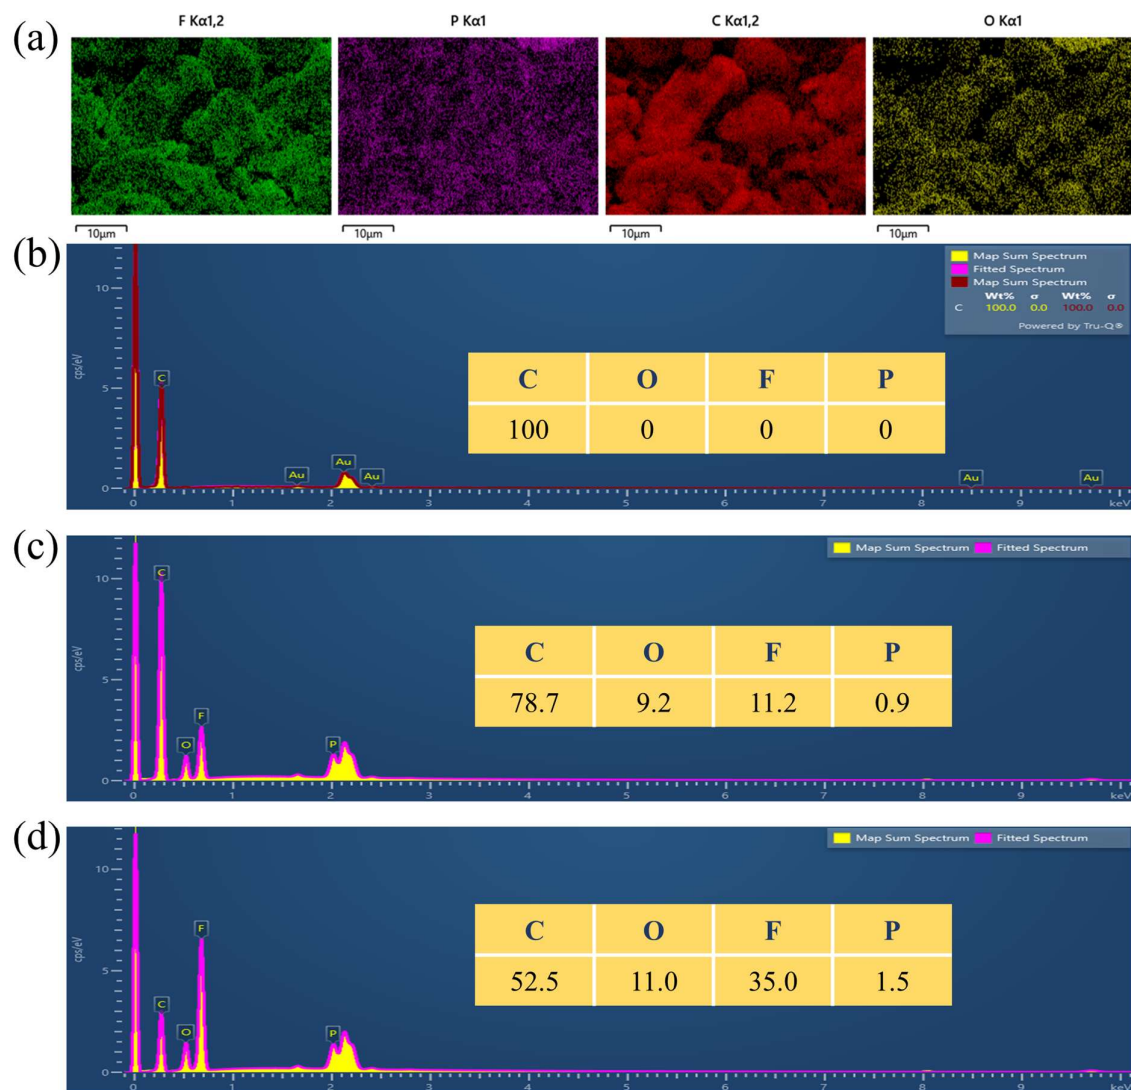 (a)
F Kα1,2 P Kα1 C Kα1,2 O Kα1
10μm 10μm 10μm 10μm
(b)
Map Sum Spectrum
Fitted Spectrum
Map Sum Spectrum
Wt% σ Wt% σ
C 100.0 0.0 100.0 0.0
Powered by Tru-Q®
cps/eV
10
5
0
C
Au Au Au Au Au
C O F P
100 0 0 0
0 1 2 3 4 5 6 7 8 9 keV
(c)
Map Sum Spectrum Fitted Spectrum
cps/eV
10
5
0
C O F P
C O F P
78.7 9.2 11.2 0.9
0 1 2 3 4 5 6 7 8 9 keV
(d)
Map Sum Spectrum Fitted Spectrum
cps/eV
10
5
0
C O F P
C O F P
52.5 11.0 35.0 1.5
0 1 2 3 4 5 6 7 8 9 keV